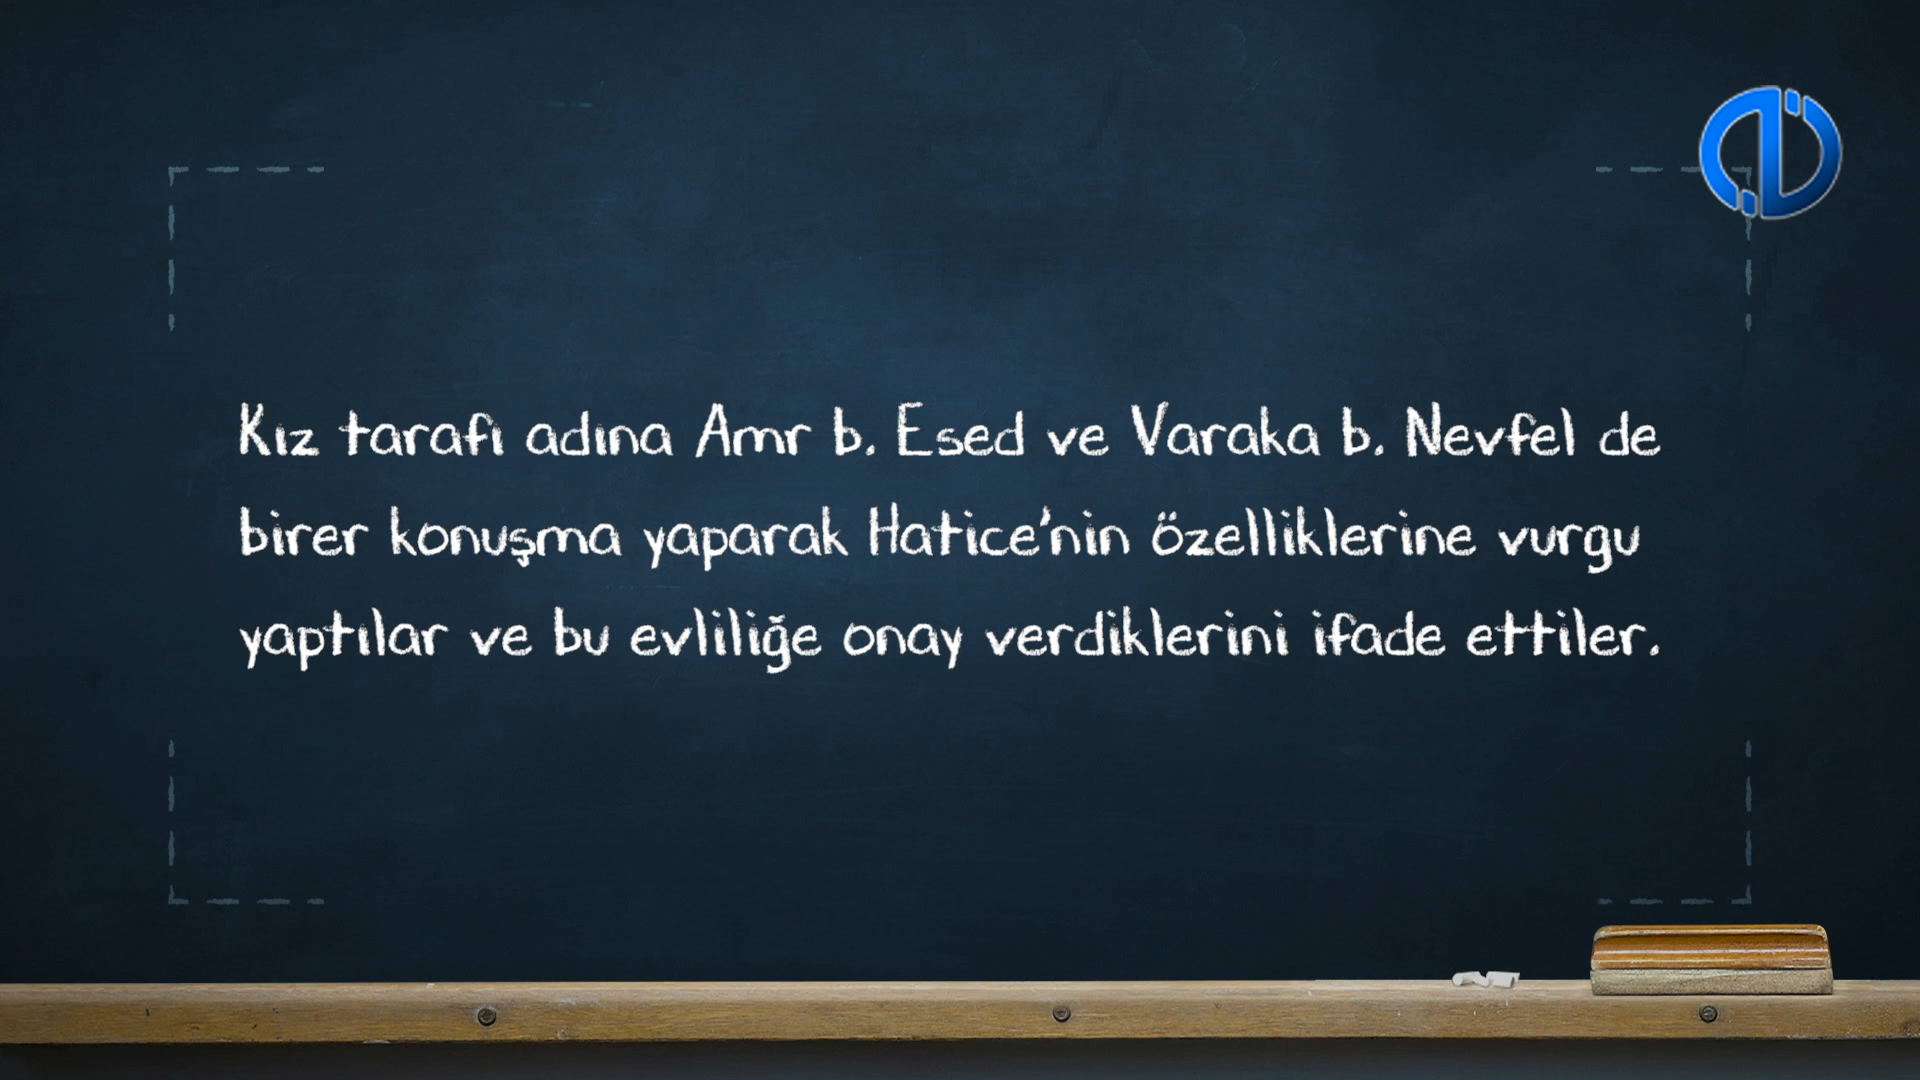 Kız tarafı adına Amr b. Esed ve Varaka b. Nevfel de
birer konuşma yaparak Hatice'nin özelliklerine vurgu
yaptılar ve bu evliliğe onay verdiklerini ifade ettiler.